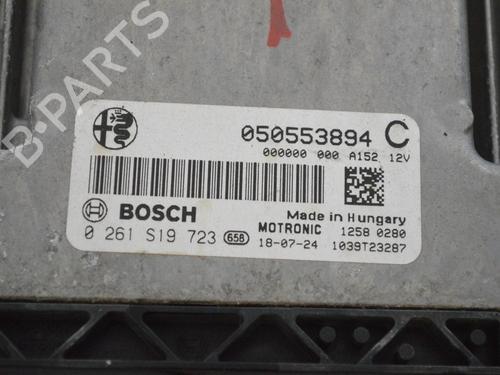 B-PARTS
050553894 C
000000 000 A152 12V
BOSCH
Made in Hungary
0 261 S19 723 65B
MOTRONIC 1258 0280
18-07-24 1039T23287